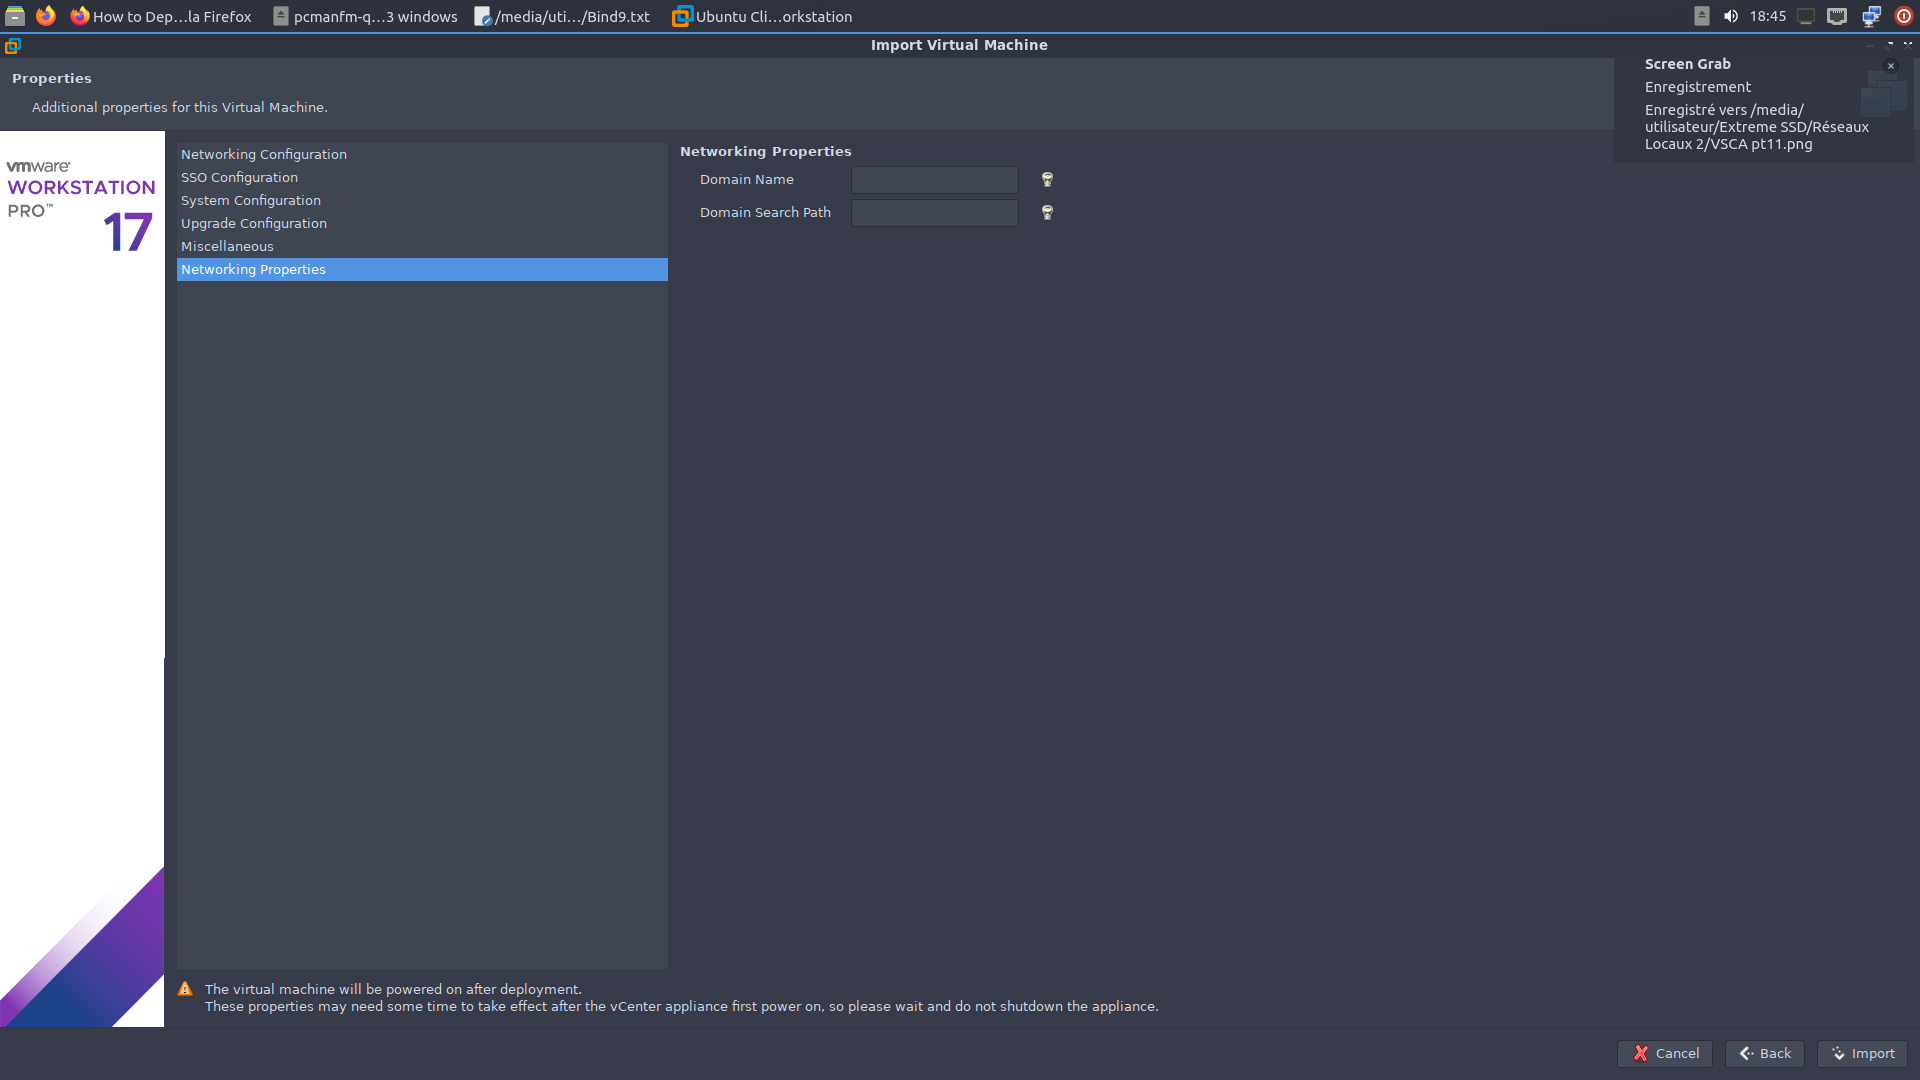 How to Dep...la Firefox
pcmanfm-q...3 windows
/media/uti.../Bind9.txt
Ubuntu Cli...orkstation
18:45
Import Virtual Machine
Properties
Additional properties for this Virtual Machine.
Screen Grab
Enregistrement
Enregistré vers /media/
utilisateur/Extreme SSD/Réseaux
Locaux 2/VSCA pt11.png
vmware®
WORKSTATION
PRO™
17
Networking Configuration
SSO Configuration
System Configuration
Upgrade Configuration
Miscellaneous
Networking Properties
Networking Properties
Domain Name
Domain Search Path
The virtual machine will be powered on after deployment.
These properties may need some time to take effect after the vCenter appliance first power on, so please wait and do not shutdown the appliance.
Cancel
Back
Import